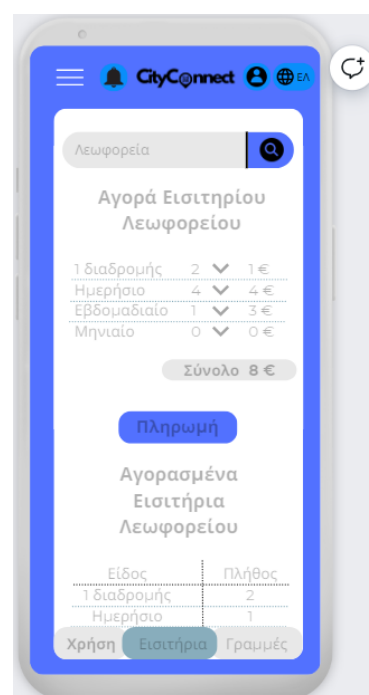 CityConnect ΕΛ
Λεωφορεία
Αγορά Εισιτηρίου
Λεωφορείου
1 διαδρομής 2 1 €
Ημερήσιο 4 4 €
Εβδομαδιαίο 1 3 €
Μηνιαίο 0 0 €
Σύνολο 8 €
Πληρωμή
Αγορασμένα
Εισιτήρια
Λεωφορείου
Είδος Πλήθος
1 διαδρομής 2
Ημερήσιο 1
Χρήση Εισιτήρια Γραμμές